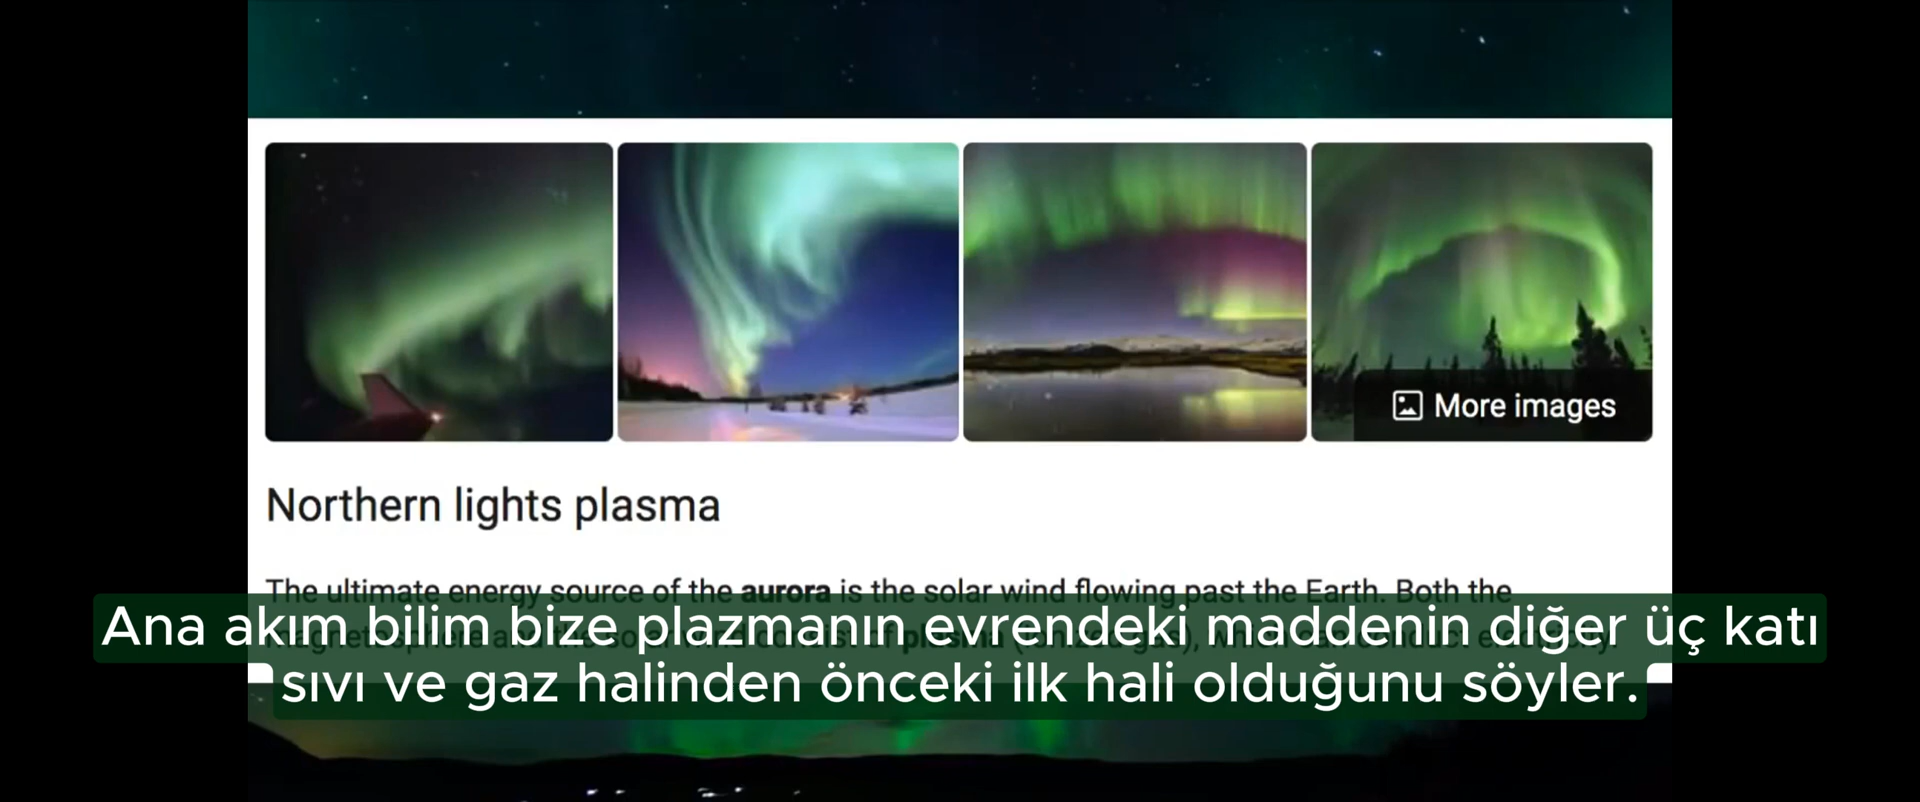 More images
Northern lights plasma
The ultimate energy source of the aurora is the solar wind flowing past the Earth. Both the
Ana akım bilim bize plazmanın evrendeki maddenin diğer üç katı
sıvı ve gaz halinden önceki ilk hali olduğunu söyler.